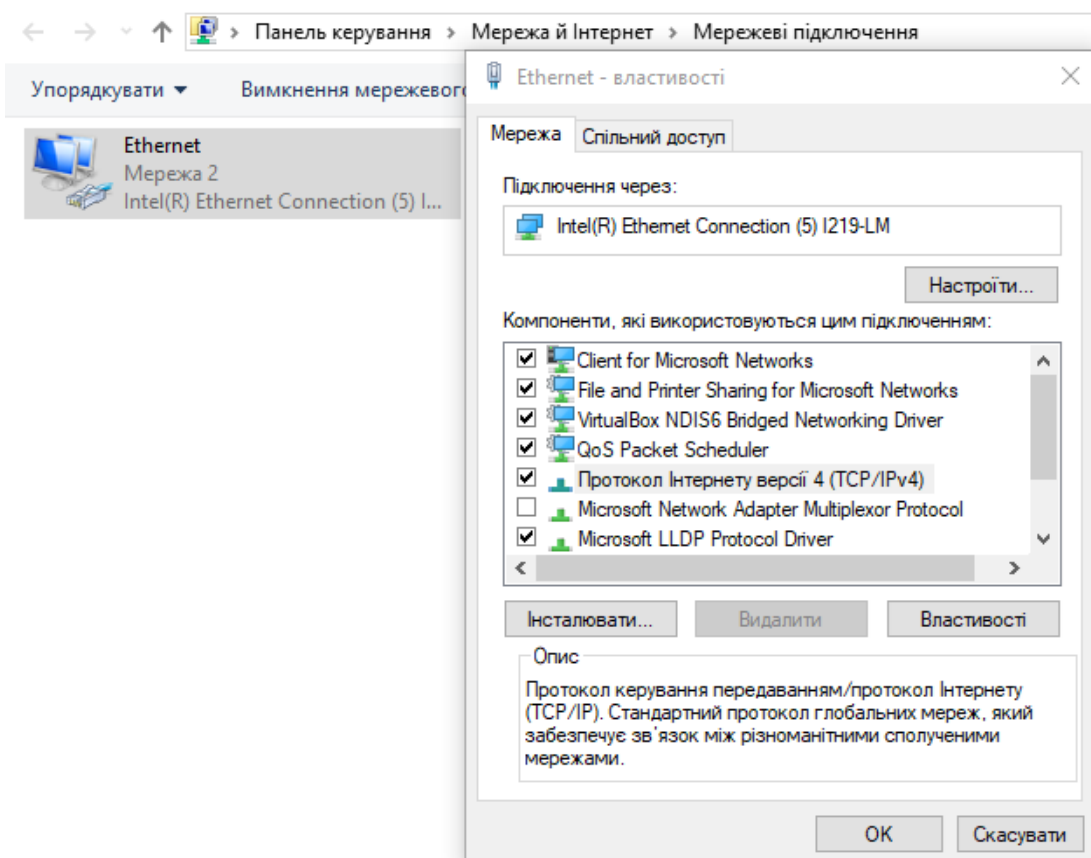 Панель керування > Мережа й Інтернет > Мережеві підключення
Упорядкувати
Вимкнення мережевог
Ethernet
Мережа 2
Intel(R) Ethernet Connection (5) I...
Ethernet - властивості
Мережа
Спільний доступ
Підключення через:
Intel(R) Ethernet Connection (5) I219-LM
Настроїти...
Компоненти, які використовуються цим підключенням:
Client for Microsoft Networks
File and Printer Sharing for Microsoft Networks
VirtualBox NDIS6 Bridged Networking Driver
QoS Packet Scheduler
Протокол Інтернету версії 4 (TCP/IPv4)
Microsoft Network Adapter Multiplexor Protocol
Microsoft LLDP Protocol Driver
Інсталювати...
Видалити
Властивості
Опис
Протокол керування передаванням/протокол Інтернету
(TCP/IP). Стандартний протокол глобальних мереж, який
забезпечує зв'язок між різноманітними сполученими
мережами.
OK
Скасувати